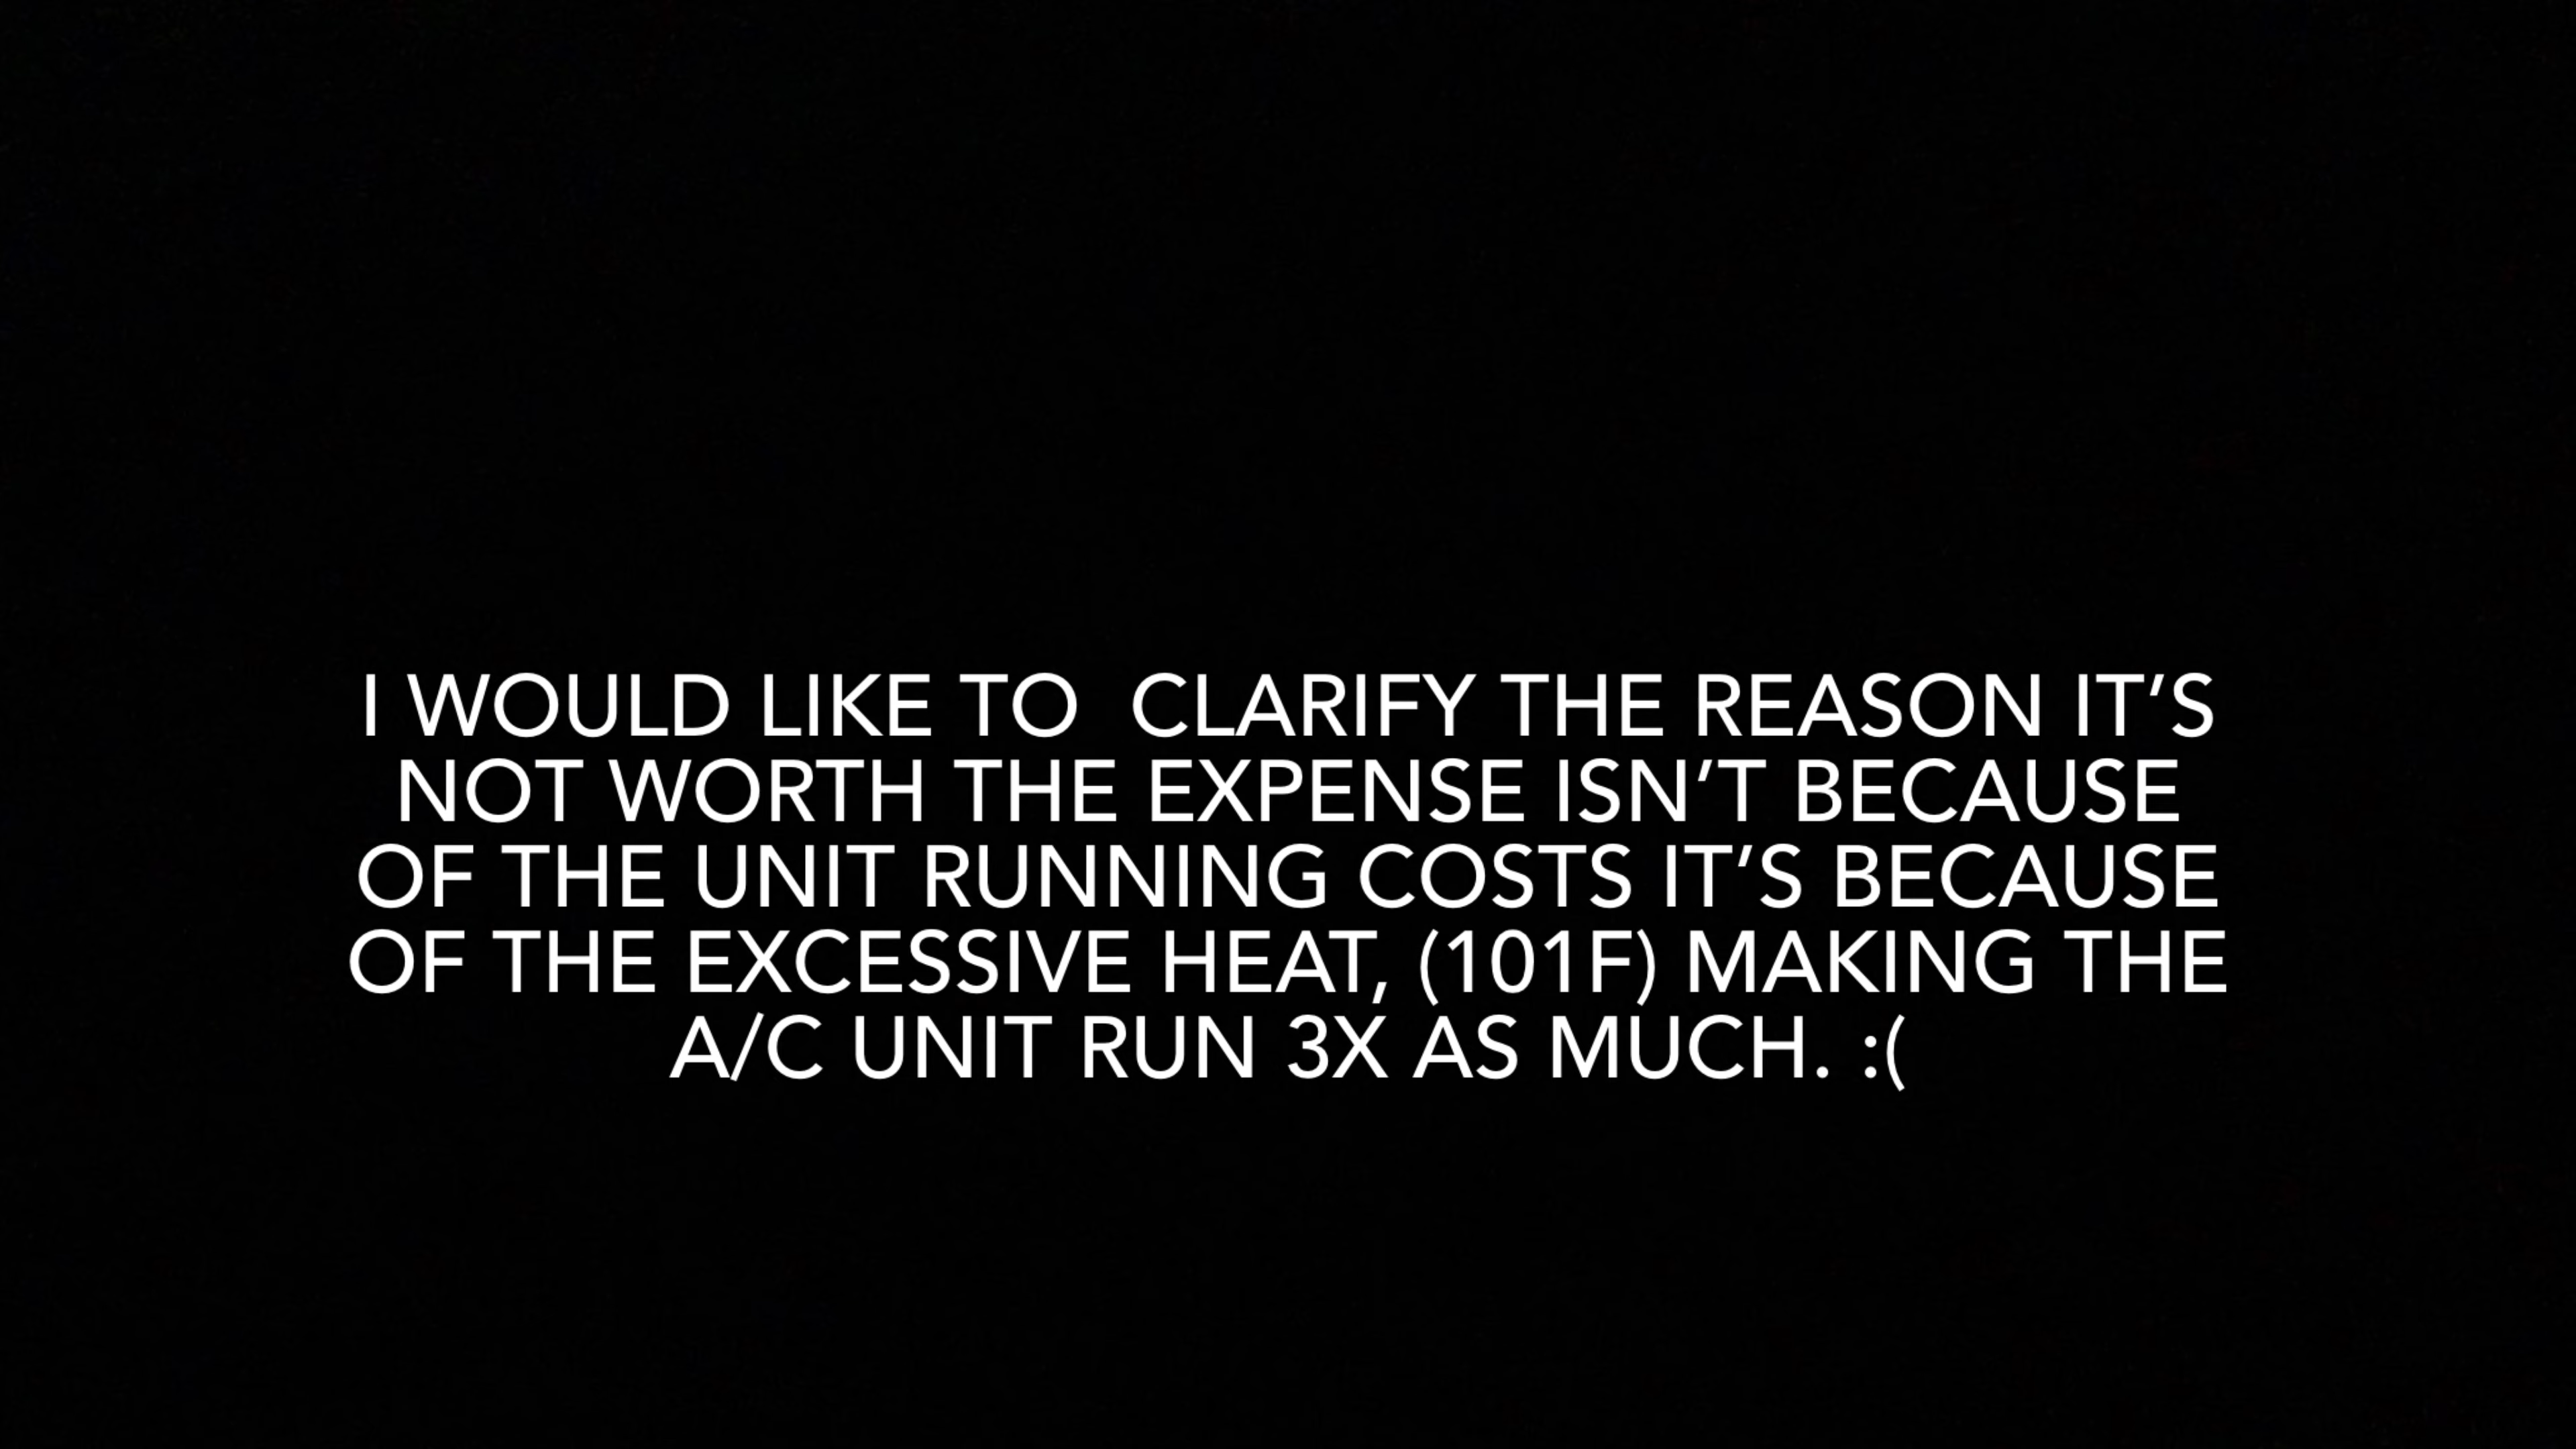 I WOULD LIKE TO  CLARIFY THE REASON IT’S
NOT WORTH THE EXPENSE ISN’T BECAUSE
OF THE UNIT RUNNING COSTS IT’S BECAUSE
OF THE EXCESSIVE HEAT, (101F) MAKING THE
A/C UNIT RUN 3X AS MUCH. :(